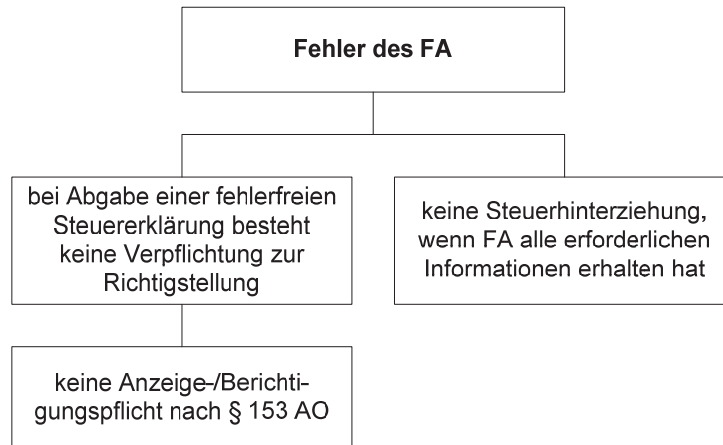 Fehler des FA
bei Abgabe einer fehlerfreien
Steuererklärung besteht
keine Verpflichtung zur
Richtigstellung
keine Anzeige-/Berichti-
gungspflicht nach § 153 AO
keine Steuerhinterziehung,
wenn FA alle erforderlichen
Informationen erhalten hat